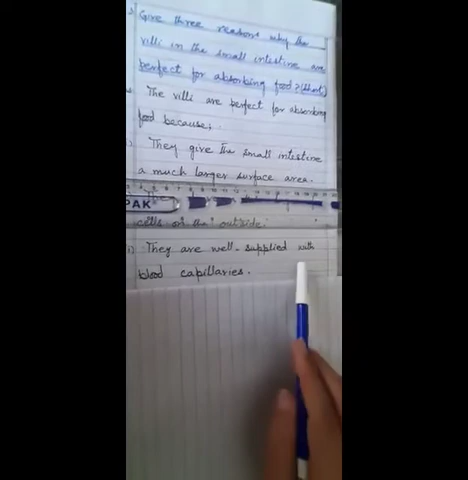 Give three reasons why the
villi in the small intestine are
perfect for absorbing food?
The villi are perfect for absorbing
food because;
They give the small intestine
a much larger surface area.
PAK
cells on the outside.
They are well-supplied with
blood capillaries.